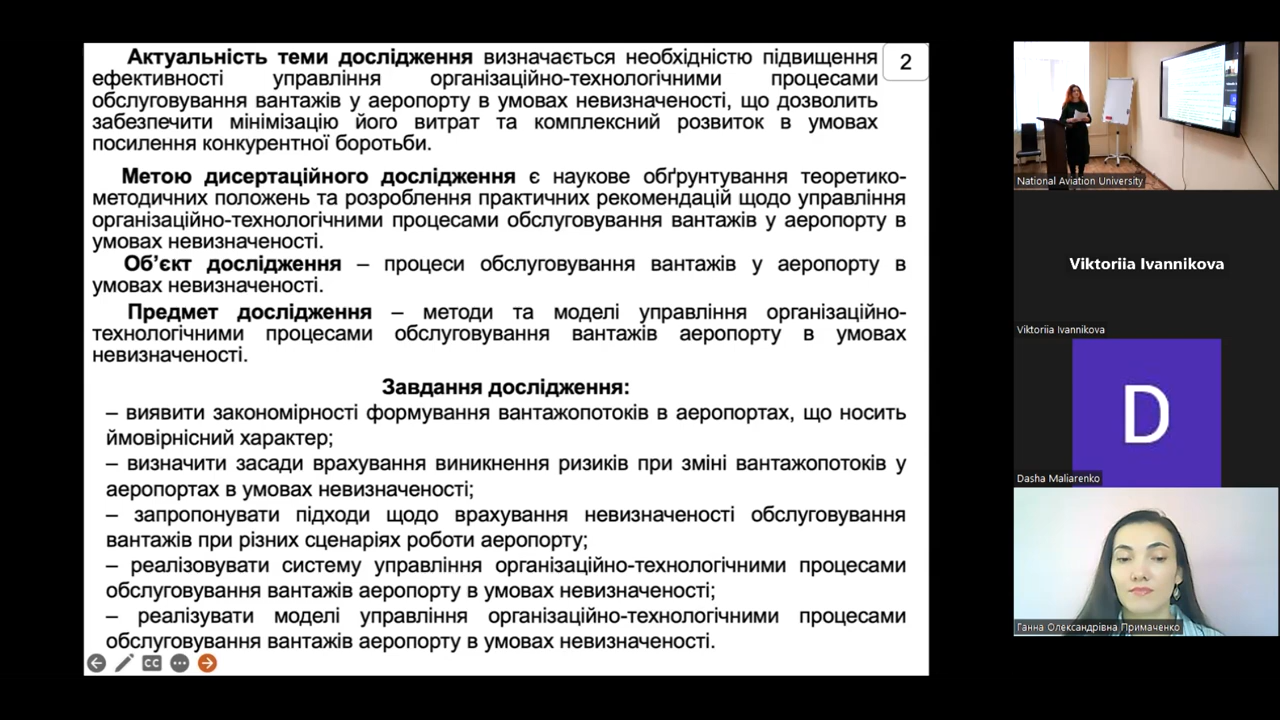 Актуальність теми дослідження визначається необхідністю підвищення
ефективності управління організаційно-технологічними процесами
обслуговування вантажів у аеропорту в умовах невизначеності, що дозволить
забезпечити мінімізацію його витрат та комплексний розвиток в умовах
посилення конкурентної боротьби.
2
Метою дисертаційного дослідження є наукове обґрунтування теоретико-
методичних положень та розроблення практичних рекомендацій щодо управління
організаційно-технологічними процесами обслуговування вантажів у аеропорту в
умовах невизначеності.
Об’єкт дослідження – процеси обслуговування вантажів у аеропорту в
умовах невизначеності.
Предмет дослідження – методи та моделі управління організаційно-
технологічними процесами обслуговування вантажів аеропорту в умовах
невизначеності.
Завдання дослідження:
– виявити закономірності формування вантажопотоків в аеропортах, що носить
ймовірнісний характер;
– визначити засади врахування виникнення ризиків при зміні вантажопотоків у
аеропортах в умовах невизначеності;
– запропонувати підходи щодо врахування невизначеності обслуговування
вантажів при різних сценаріях роботи аеропорту;
– реалізовувати систему управління організаційно-технологічними процесами
обслуговування вантажів аеропорту в умовах невизначеності;
– реалізувати моделі управління організаційно-технологічними процесами
обслуговування вантажів аеропорту в умовах невизначеності.
CC
National Aviation University
Viktoriia Ivannikova
Viktoriia Ivannikova
D
Dasha Maliarenko
Ганна Олександрівна Примаченко